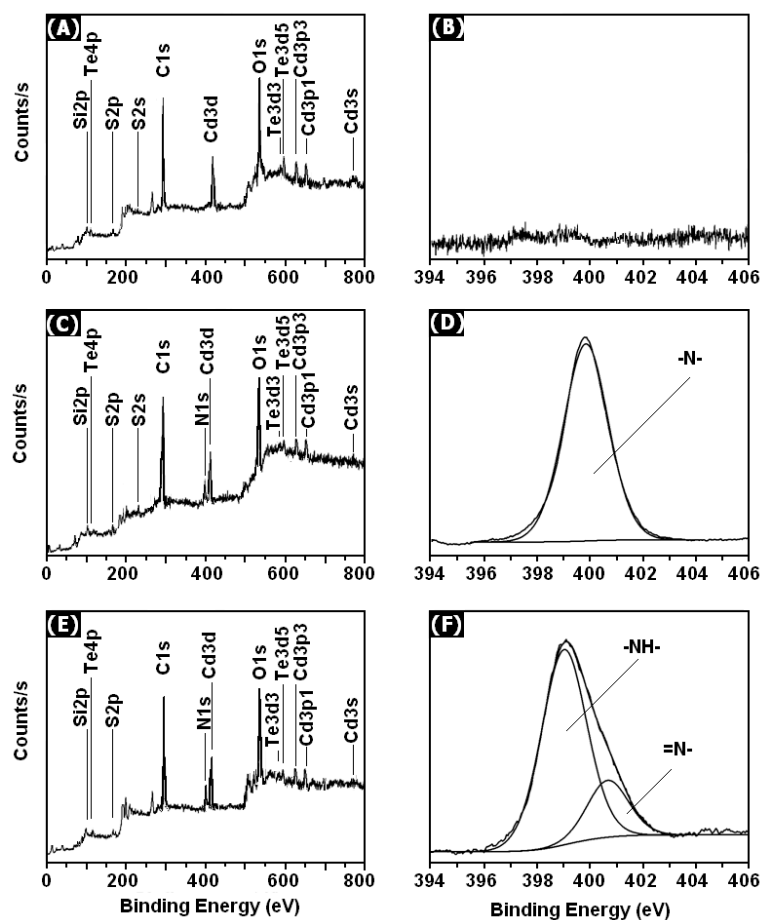 (A)
Counts/s
Si2p
Te4p
S2p
S2s
C1s
Cd3d
O1s
Te3d3
Te3d5
Cd3p3
Cd3p1
Cd3s
0 200 400 600 800
(B)
394 396 398 400 402 404 406
(C)
Counts/s
Si2p
Te4p
S2p
S2s
C1s
N1s
Cd3d
O1s
Te3d3
Te3d5
Cd3p3
Cd3p1
Cd3s
0 200 400 600 800
(D)
-N-
394 396 398 400 402 404 406
(E)
Counts/s
Si2p
Te4p
S2p
C1s
N1s
Cd3d
O1s
Te3d3
Te3d5
Cd3p3
Cd3p1
Cd3s
0 200 400 600 800
Binding Energy (eV)
(F)
-NH-
=N-
394 396 398 400 402 404 406
Binding Energy (eV)